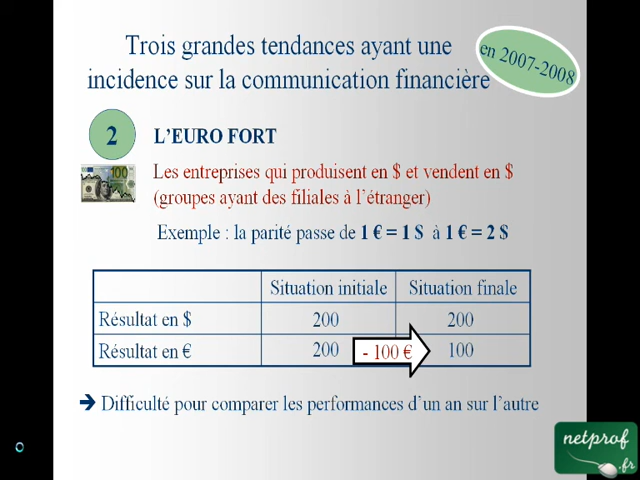 Trois grandes tendances ayant une
incidence sur la communication financière
en 2007-2008
2
L'EURO FORT
100
Les entreprises qui produisent en $ et vendent en $
(groupes ayant des filiales à l'étranger)
Exemple : la parité passe de 1 € = 1 $ à 1 € = 2 $
Situation initiale Situation finale
Résultat en $ 200 200
Résultat en € 200 - 100 € 100
➔ Difficulté pour comparer les performances d'un an sur l'autre
netprof
.fr